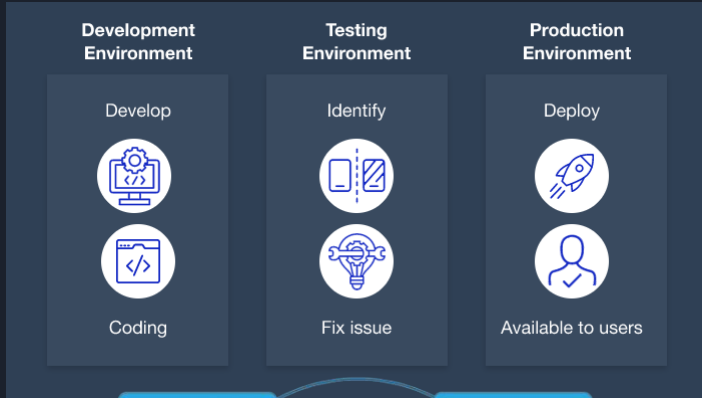 Development
Environment
Develop
Coding
Testing
Environment
Identify
Fix issue
Production
Environment
Deploy
Available to users